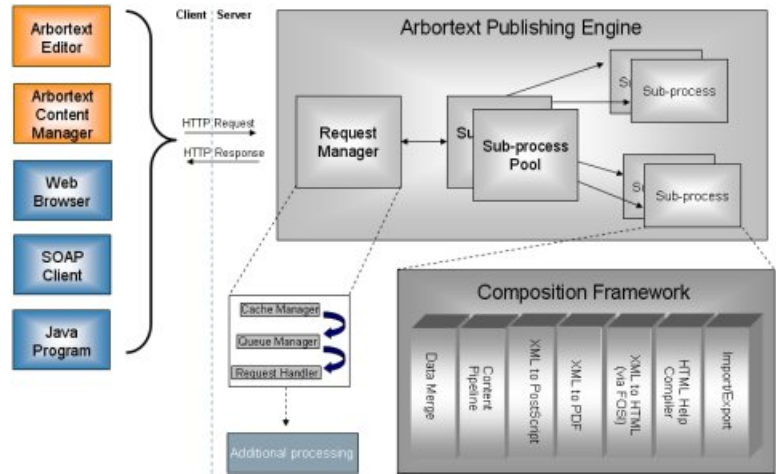 Client
Server
Arbortext
Editor
Arbortext
Content
Manager
Web
Browser
SOAP
Client
Java
Program
HTTP Request
HTTP Response
Arbortext Publishing Engine
Request
Manager
Su
Sub-process
Pool
Su
Sub-process
Su
Sub-process
Cache Manager
Queue Manager
Request Handler
Additional processing
Composition Framework
Data Merge
Content
Pipeline
XML to PostScript
XML to PDF
XML to HTML
(via FOSI)
HTML Help
Compiler
Import/Export